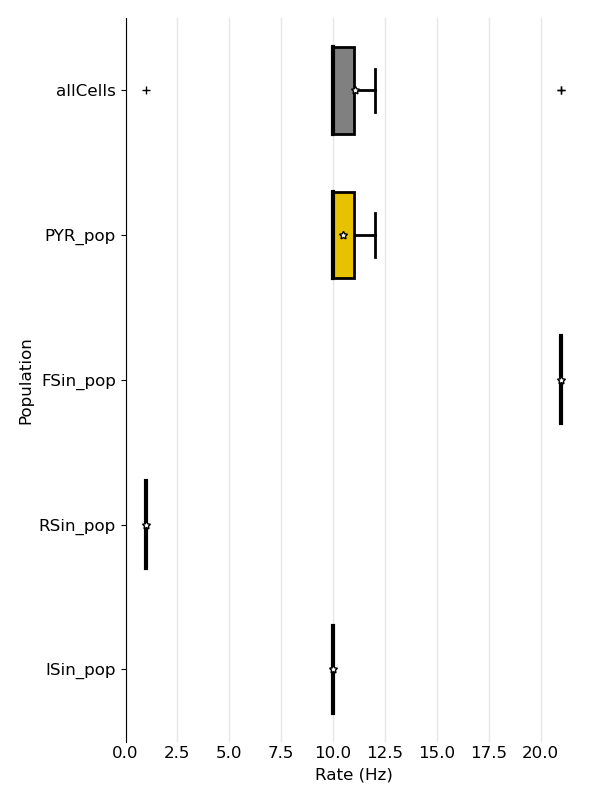 allCells
PYR_pop
FSin_pop
RSin_pop
ISin_pop
Population
0.0 2.5 5.0 7.5 10.0 12.5 15.0 17.5 20.0
Rate (Hz)